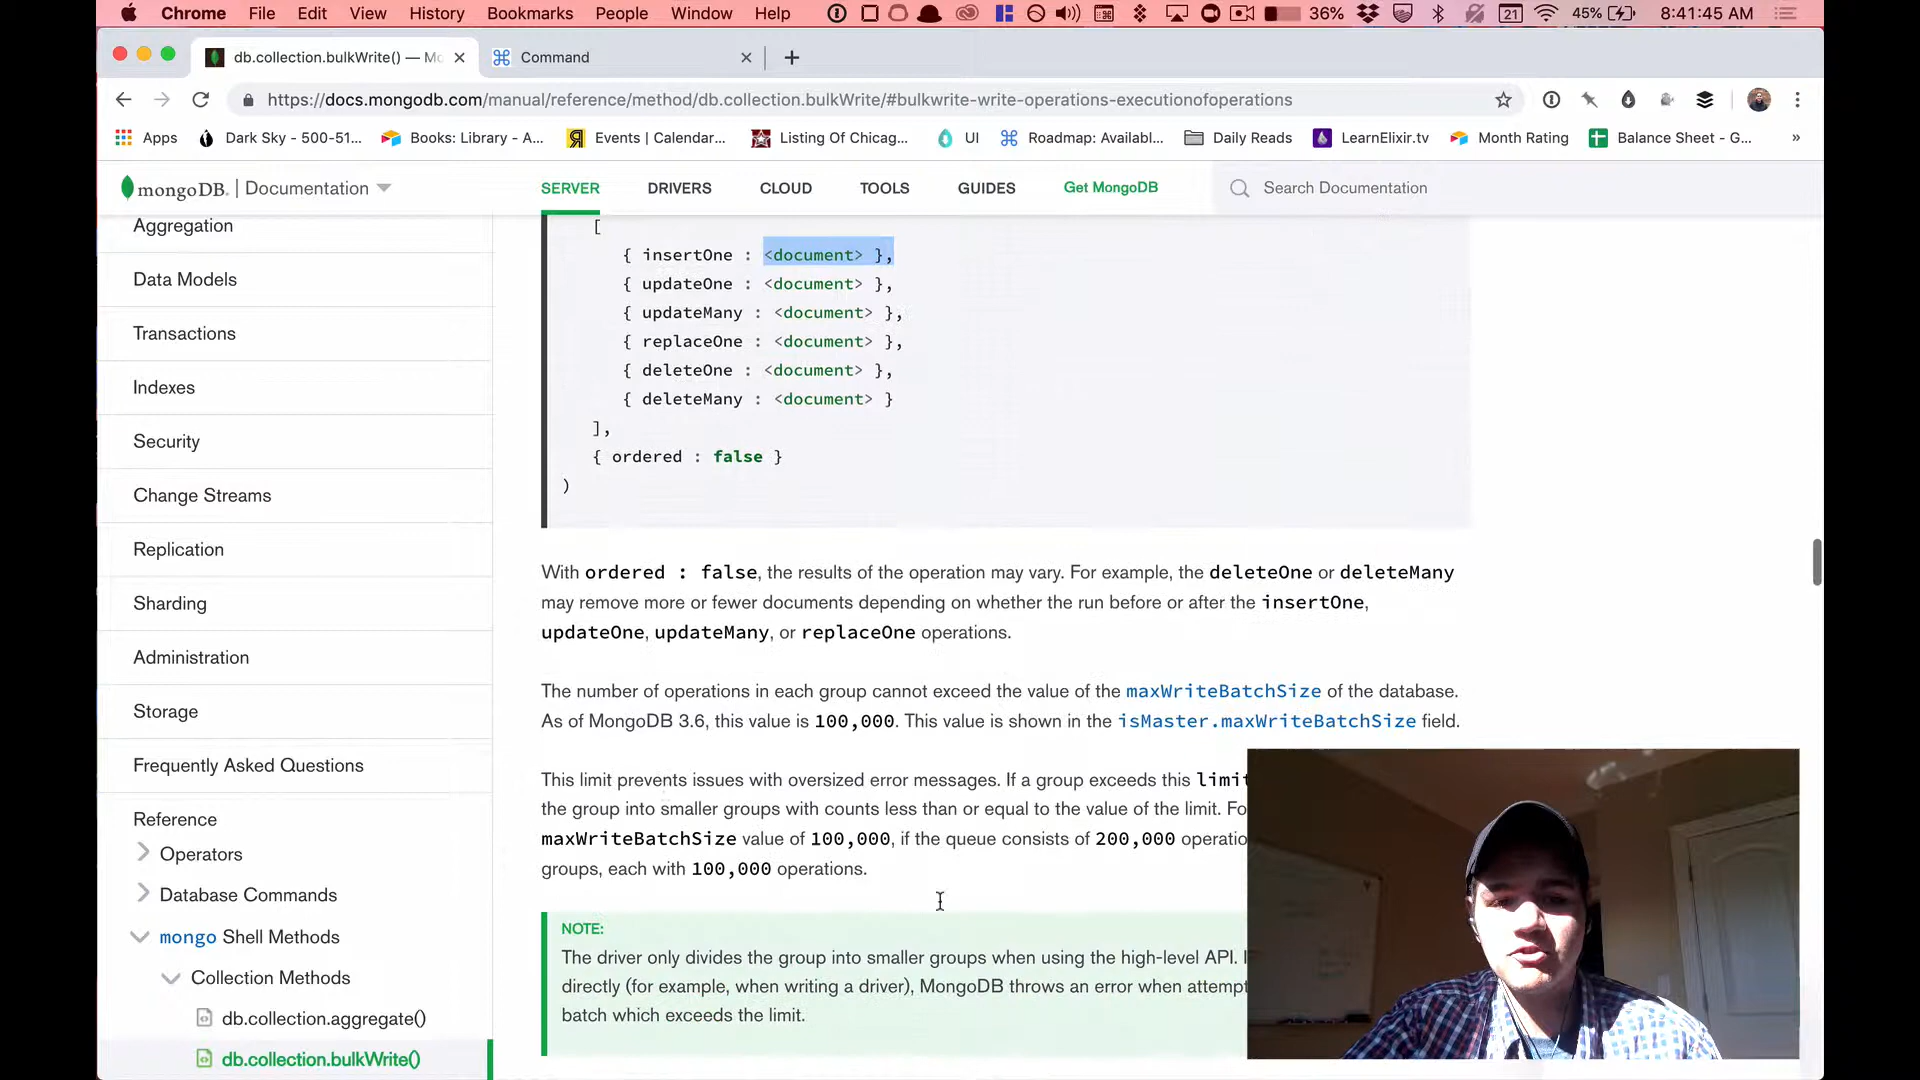 Chrome File Edit View History Bookmarks People Window Help 36% 21 45% 8:41:45 AM
db.collection.bulkWrite() — Mo Command
https://docs.mongodb.com/manual/reference/method/db.collection.bulkWrite/#bulkwrite-write-operations-executionofoperations
Apps Dark Sky - 500-51... Books: Library - A... Events | Calendar... Listing Of Chicag... UI Roadmap: Availabl... Daily Reads LearnElixir.tv Month Rating Balance Sheet - G... »
mongoDB. | Documentation SERVER DRIVERS CLOUD TOOLS GUIDES Get MongoDB Search Documentation
Aggregation
Data Models
Transactions
Indexes
Security
Change Streams
Replication
Sharding
Administration
Storage
Frequently Asked Questions
Reference
Operators
Database Commands
mongo Shell Methods
Collection Methods
db.collection.aggregate()
db.collection.bulkWrite()
[
{ insertOne : <document> },
{ updateOne : <document> },
{ updateMany : <document> },
{ replaceOne : <document> },
{ deleteOne : <document> },
{ deleteMany : <document> }
],
{ ordered : false }
)
With ordered : false, the results of the operation may vary. For example, the deleteOne or deleteMany
may remove more or fewer documents depending on whether the run before or after the insertOne,
updateOne, updateMany, or replaceOne operations.
The number of operations in each group cannot exceed the value of the maxWriteBatchSize of the database.
As of MongoDB 3.6, this value is 100,000. This value is shown in the isMaster.maxWriteBatchSize field.
This limit prevents issues with oversized error messages. If a group exceeds this limit
the group into smaller groups with counts less than or equal to the value of the limit. Fo
maxWriteBatchSize value of 100,000, if the queue consists of 200,000 operatio
groups, each with 100,000 operations.
NOTE:
The driver only divides the group into smaller groups when using the high-level API. I
directly (for example, when writing a driver), MongoDB throws an error when attempt
batch which exceeds the limit.